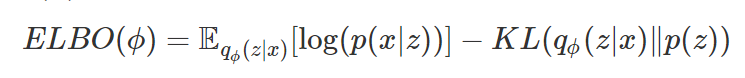 ELBO(ϕ) = 𝔼_{q_ϕ(z|x)}[log(p(x|z))] − KL(q_ϕ(z|x)‖p(z))